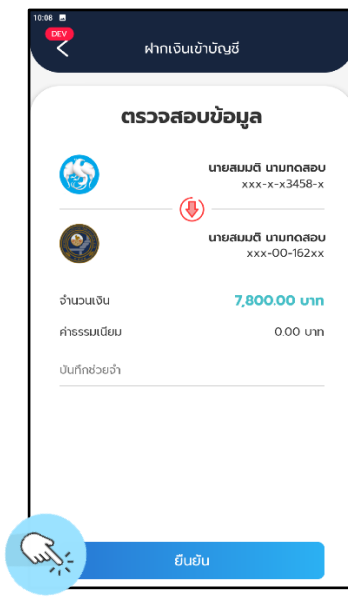 10:08
DEV
ฝากเงินเข้าบัญชี
ตรวจสอบข้อมูล
นายสมมติ นามทดสอบ
xxx-x-x3458-x
นายสมมติ นามทดสอบ
xxx-00-162xx
จำนวนเงิน 7,800.00 บาท
ค่าธรรมเนียม 0.00 บาท
บันทึกช่วยจำ
ยืนยัน